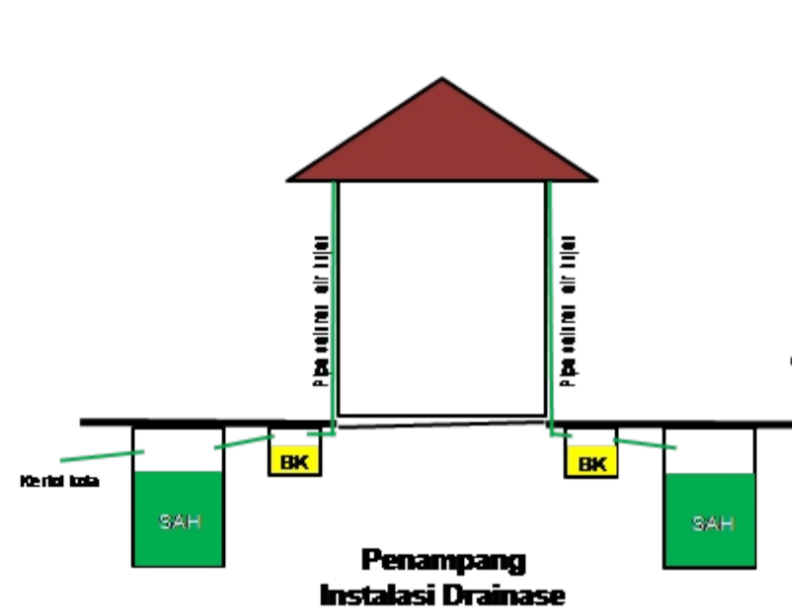 Pipa saluran air hujan
Pipa saluran air hujan
BK
BK
SAH
SAH
Penampang
Instalasi Drainase